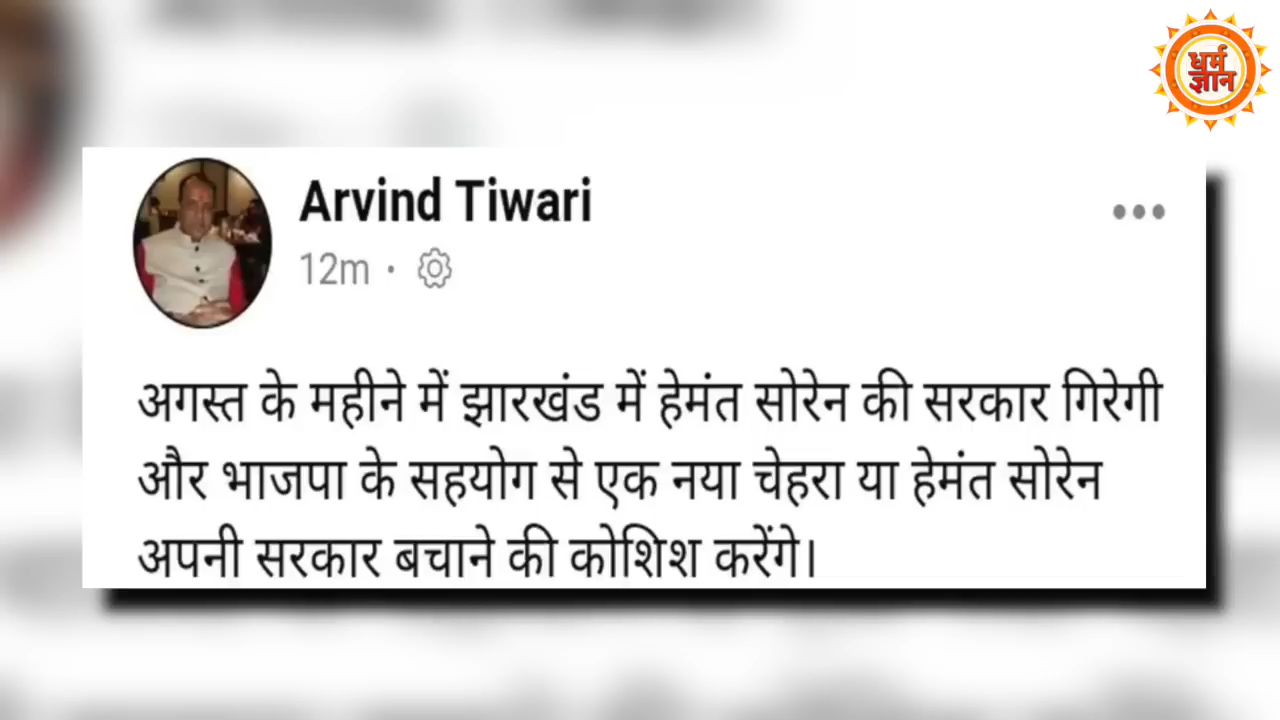 धर्म
ज्ञान
Arvind Tiwari
12m
अगस्त के महीने में झारखंड में हेमंत सोरेन की सरकार गिरेगी
और भाजपा के सहयोग से एक नया चेहरा या हेमंत सोरेन
अपनी सरकार बचाने की कोशिश करेंगे।